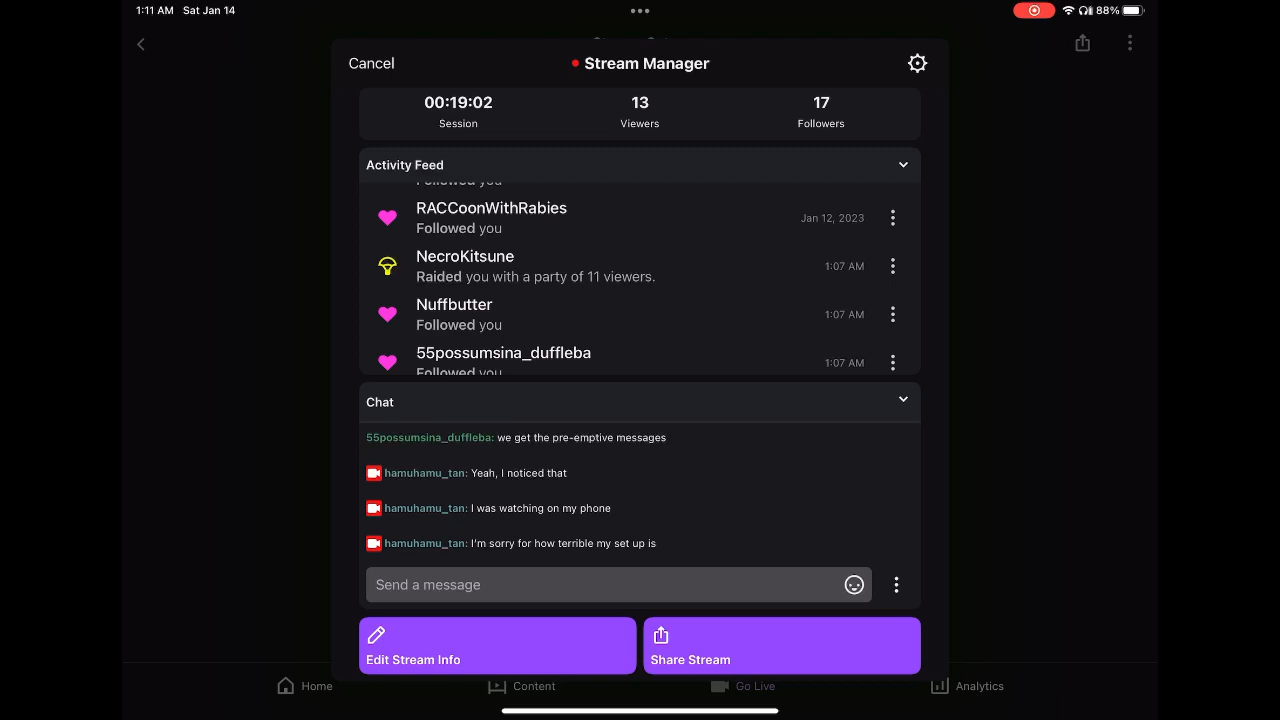 1:11 AM Sat Jan 14
88%
Cancel
Stream Manager
00:19:02
13
17
Session
Viewers
Followers
Activity Feed
Followed you
RACCoonWithRabies
Followed you
Jan 12, 2023
NecroKitsune
Raided you with a party of 11 viewers.
1:07 AM
Nuffbutter
Followed you
1:07 AM
55possumsina_duffleba
Followed you
1:07 AM
Chat
55possumsina_duffleba: we get the pre-emptive messages
hamuhamu_tan: Yeah, I noticed that
hamuhamu_tan: I was watching on my phone
hamuhamu_tan: I'm sorry for how terrible my set up is
Send a message
Edit Stream Info
Share Stream
Home
Content
Go Live
Analytics